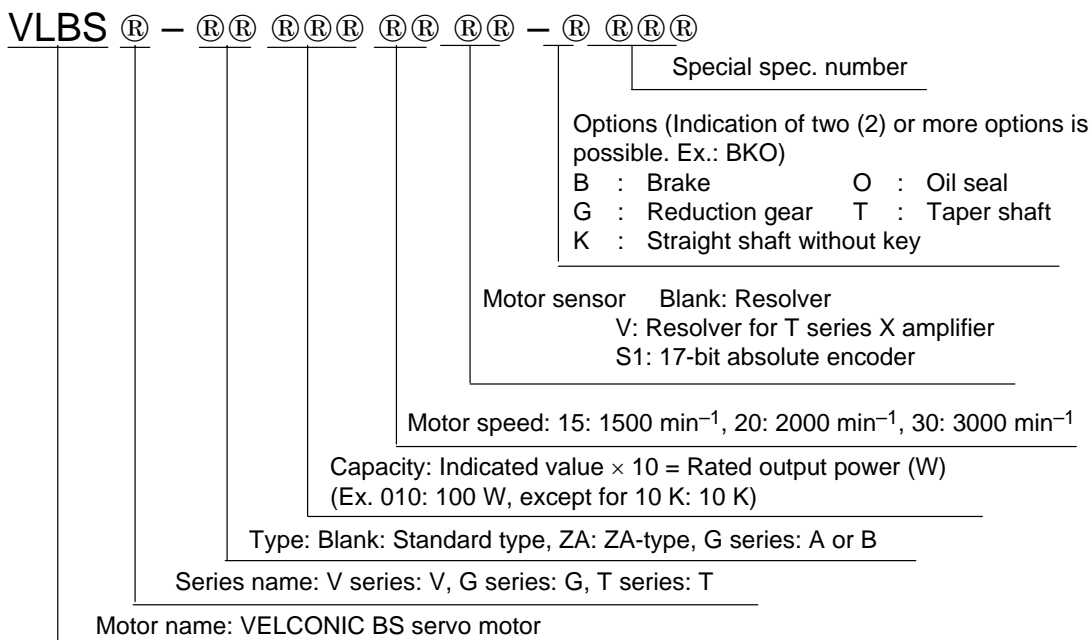 VLBS ® – ®® ®®® ®® ®® – ® ®®®
Special spec. number
Options (Indication of two (2) or more options is
possible. Ex.: BKO)
B : Brake O : Oil seal
G : Reduction gear T : Taper shaft
K : Straight shaft without key
Motor sensor Blank: Resolver
V: Resolver for T series X amplifier
S1: 17-bit absolute encoder
Motor speed: 15: 1500 min⁻¹, 20: 2000 min⁻¹, 30: 3000 min⁻¹
Capacity: Indicated value × 10 = Rated output power (W)
(Ex. 010: 100 W, except for 10 K: 10 K)
Type: Blank: Standard type, ZA: ZA-type, G series: A or B
Series name: V series: V, G series: G, T series: T
Motor name: VELCONIC BS servo motor